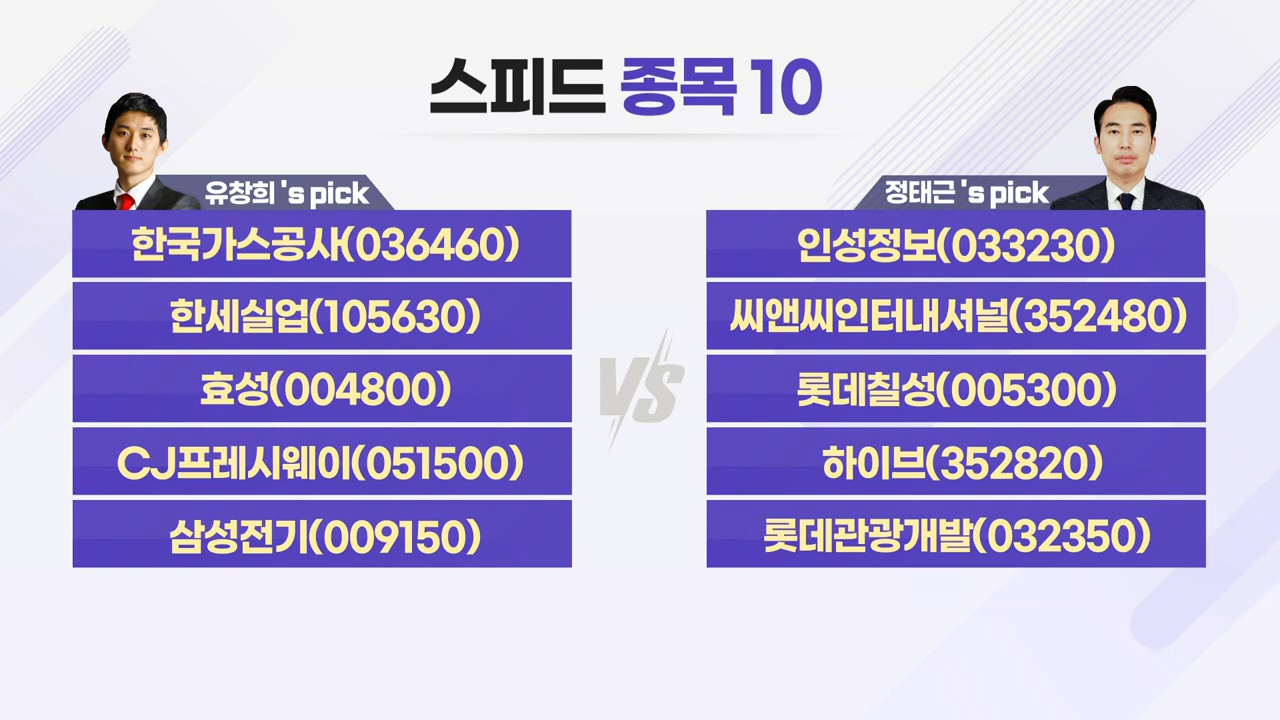 스피드 종목 10
유창희 's pick
한국가스공사(036460)
한세실업(105630)
효성(004800)
CJ프레시웨이(051500)
삼성전기(009150)
VS
정태근 's pick
인성정보(033230)
씨앤씨인터내셔널(352480)
롯데칠성(005300)
하이브(352820)
롯데관광개발(032350)